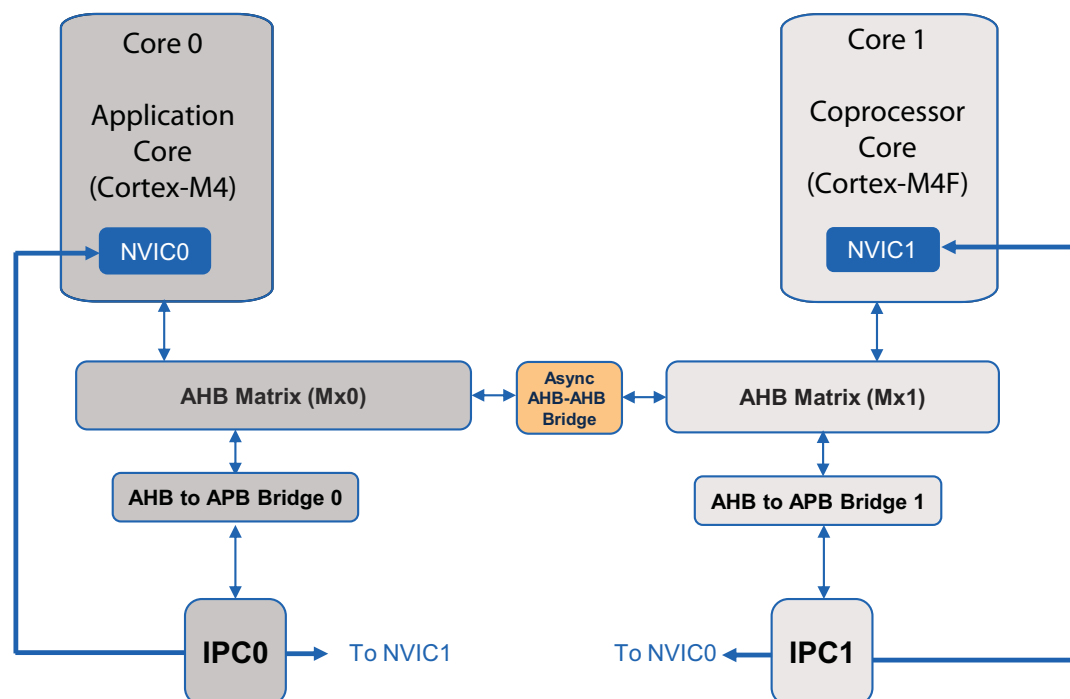 Core 0
Application
Core
(Cortex-M4)
NVIC0
Core 1
Coprocessor
Core
(Cortex-M4F)
NVIC1
AHB Matrix (Mx0)
Async
AHB-AHB
Bridge
AHB Matrix (Mx1)
AHB to APB Bridge 0
AHB to APB Bridge 1
IPC0
To NVIC1
To NVIC0
IPC1